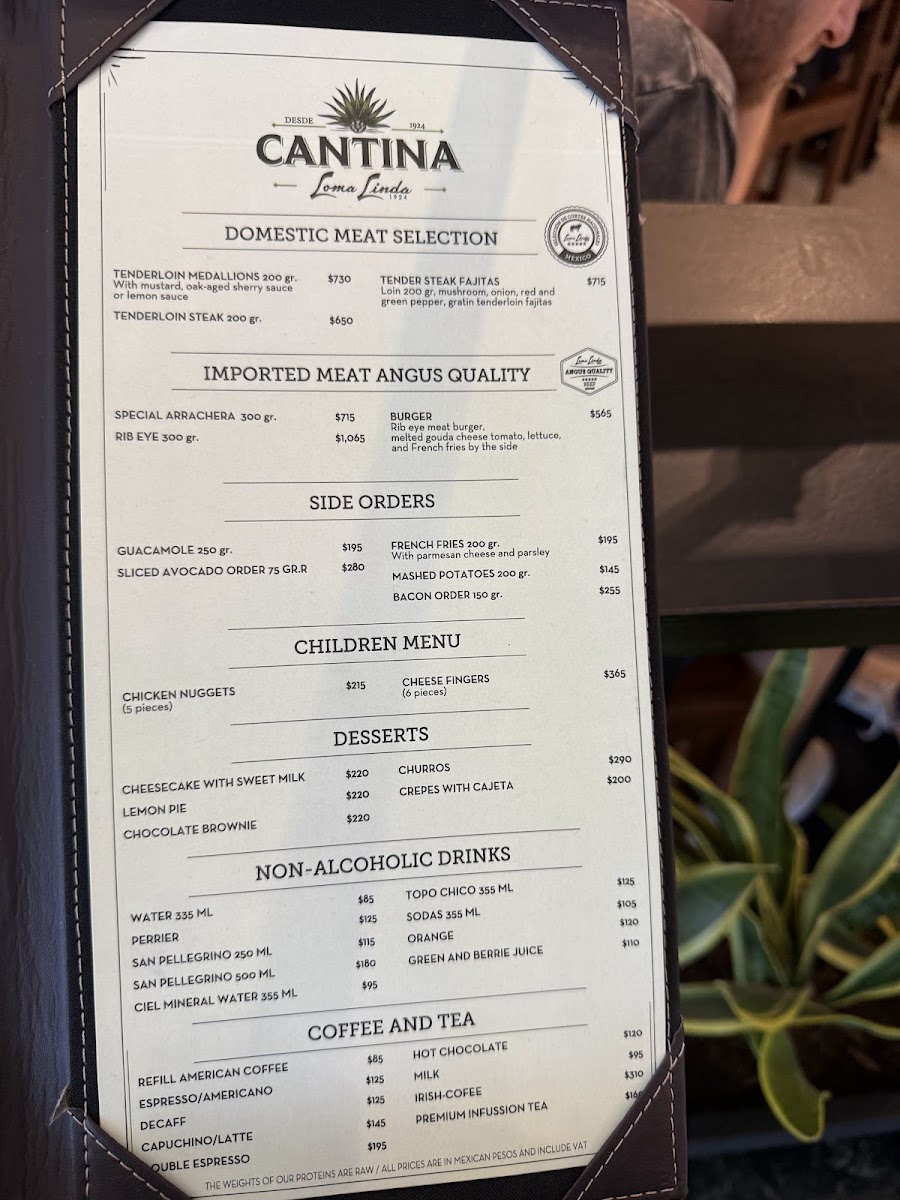 DESDE 1924
CANTINA
Loma Linda
1924
DOMESTIC MEAT SELECTION
Loma Linda
MÉXICO
TENDERLOIN MEDALLIONS 200 gr. $730
With mustard, oak-aged sherry sauce
or lemon sauce
TENDERLOIN STEAK 200 gr. $650
TENDER STEAK FAJITAS $715
Loin 200 gr, mushroom, onion, red and
green pepper, gratin tenderloin fajitas
IMPORTED MEAT ANGUS QUALITY
Loma Linda
ANGUS QUALITY
BEEF
SPECIAL ARRACHERA 300 gr. $715
RIB EYE 300 gr. $1,065
BURGER $565
Rib eye meat burger,
melted gouda cheese tomato, lettuce,
and French fries by the side
SIDE ORDERS
GUACAMOLE 250 gr. $195
SLICED AVOCADO ORDER 75 GR.R $280
FRENCH FRIES 200 gr. $195
With parmesan cheese and parsley
MASHED POTATOES 200 gr. $145
BACON ORDER 150 gr. $255
CHILDREN MENU
CHICKEN NUGGETS $215
(5 pieces)
CHEESE FINGERS $365
(6 pieces)
DESSERTS
CHEESECAKE WITH SWEET MILK $220
LEMON PIE $220
CHOCOLATE BROWNIE $220
CHURROS $290
CREPES WITH CAJETA $200
NON-ALCOHOLIC DRINKS
WATER 335 ML $85
PERRIER $125
SAN PELLEGRINO 250 ML $115
SAN PELLEGRINO 500 ML $180
CIEL MINERAL WATER 355 ML $95
TOPO CHICO 355 ML $125
SODAS 355 ML $105
ORANGE $120
GREEN AND BERRIE JUICE $110
COFFEE AND TEA
REFILL AMERICAN COFFEE $85
ESPRESSO/AMERICANO $125
DECAFF $125
CAPUCHINO/LATTE $145
OUBLE ESPRESSO $195
HOT CHOCOLATE $120
MILK $95
IRISH-COFEE $310
PREMIUM INFUSSION TEA
THE WEIGHTS OF OUR PROTEINS ARE RAW / ALL PRICES ARE IN MEXICAN PESOS AND INCLUDE VAT